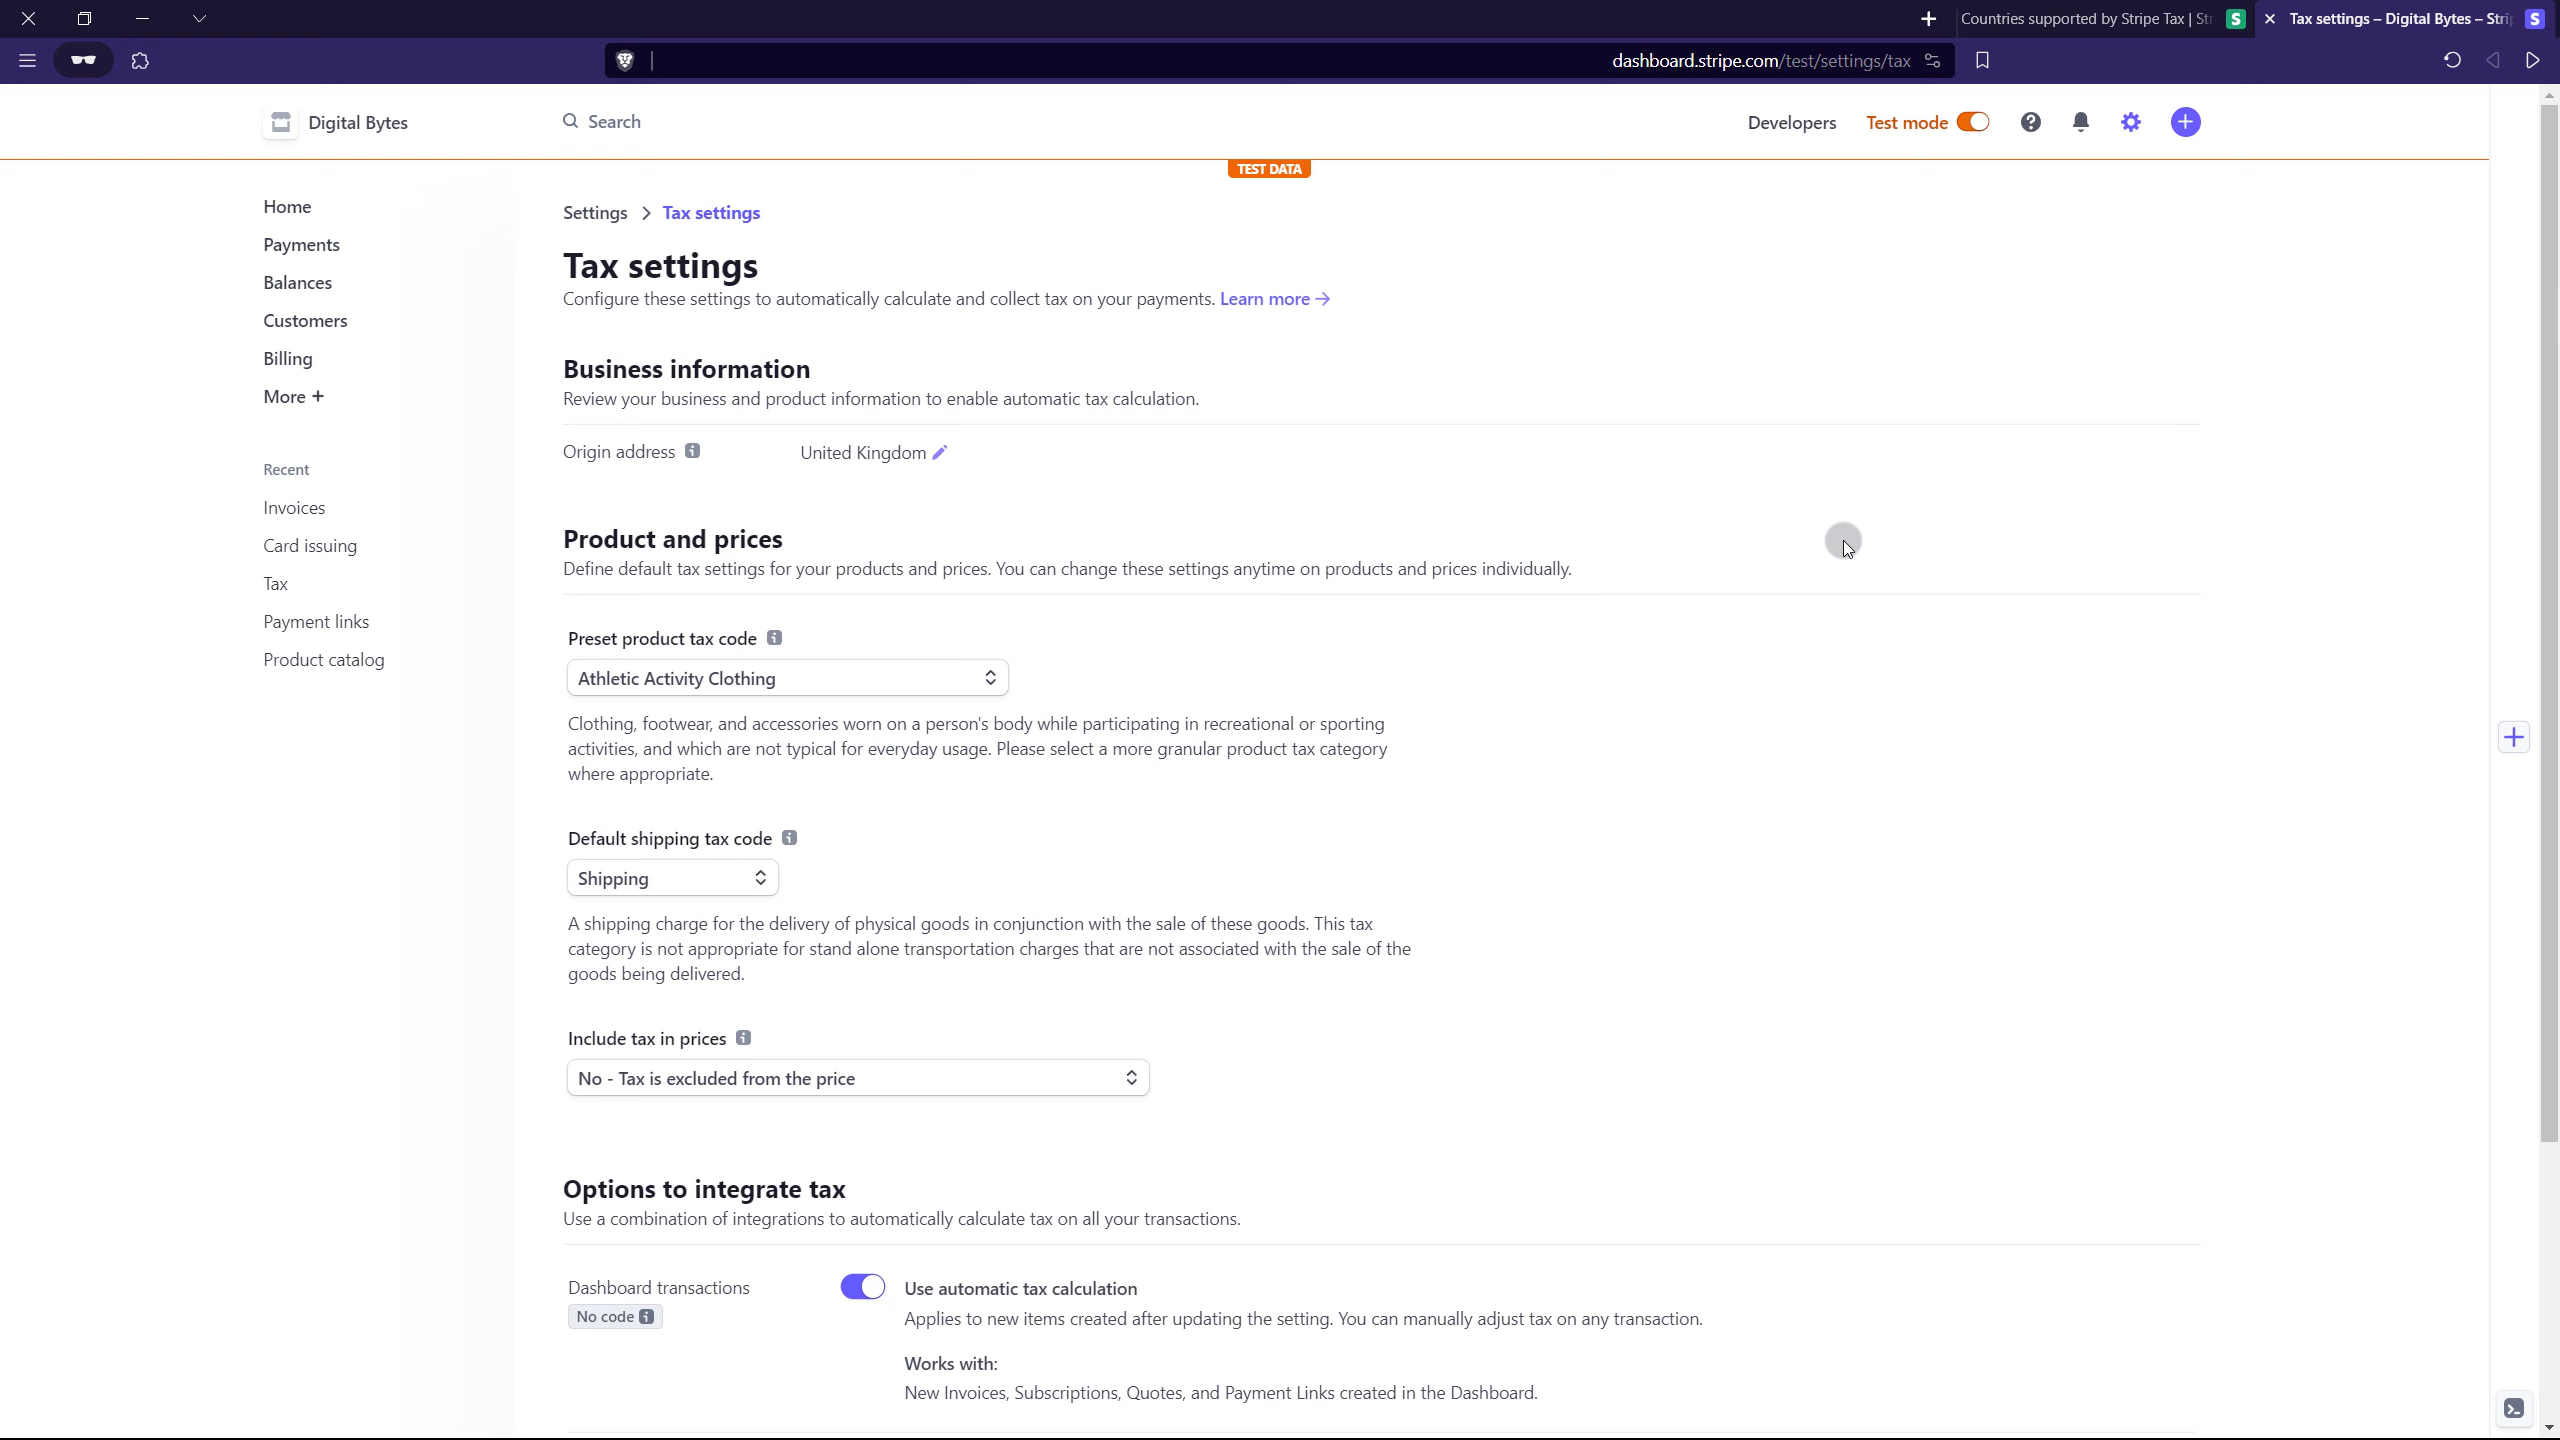 Countries supported by Stripe Tax | St
Tax settings – Digital Bytes – Stri
dashboard.stripe.com/test/settings/tax
Digital Bytes
Search
Developers
Test mode
TEST DATA
Home
Payments
Balances
Customers
Billing
More +
Recent
Invoices
Card issuing
Tax
Payment links
Product catalog
Settings > Tax settings
Tax settings
Configure these settings to automatically calculate and collect tax on your payments. Learn more →
Business information
Review your business and product information to enable automatic tax calculation.
Origin address
United Kingdom
Product and prices
Define default tax settings for your products and prices. You can change these settings anytime on products and prices individually.
Preset product tax code
Athletic Activity Clothing
Clothing, footwear, and accessories worn on a person's body while participating in recreational or sporting
activities, and which are not typical for everyday usage. Please select a more granular product tax category
where appropriate.
Default shipping tax code
Shipping
A shipping charge for the delivery of physical goods in conjunction with the sale of these goods. This tax
category is not appropriate for stand alone transportation charges that are not associated with the sale of the
goods being delivered.
Include tax in prices
No - Tax is excluded from the price
Options to integrate tax
Use a combination of integrations to automatically calculate tax on all your transactions.
Dashboard transactions
No code
Use automatic tax calculation
Applies to new items created after updating the setting. You can manually adjust tax on any transaction.
Works with:
New Invoices, Subscriptions, Quotes, and Payment Links created in the Dashboard.